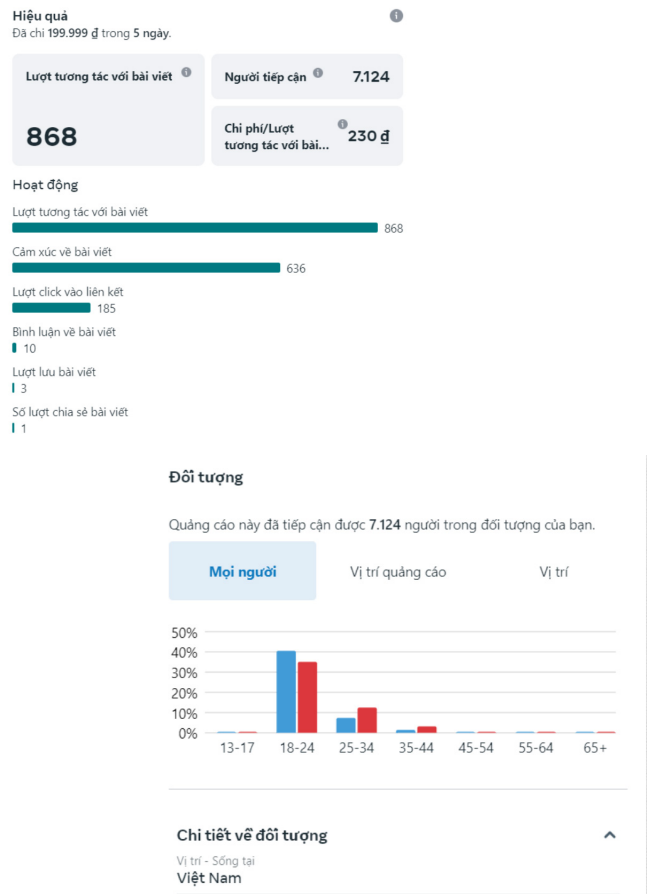 Hiệu quả
Đã chi 199.999 ₫ trong 5 ngày.
Lượt tương tác với bài viết
868
Người tiếp cận
7.124
Chi phí/Lượt
tương tác với bài...
230 ₫
Hoạt động
Lượt tương tác với bài viết
868
Cảm xúc về bài viết
636
Lượt click vào liên kết
185
Bình luận về bài viết
10
Lượt lưu bài viết
3
Số lượt chia sẻ bài viết
1
Đối tượng
Quảng cáo này đã tiếp cận được 7.124 người trong đối tượng của bạn.
Mọi người
Vị trí quảng cáo
Vị trí
50%
40%
30%
20%
10%
0%
13-17 18-24 25-34 35-44 45-54 55-64 65+
Chi tiết về đối tượng
Vị trí - Sống tại
Việt Nam